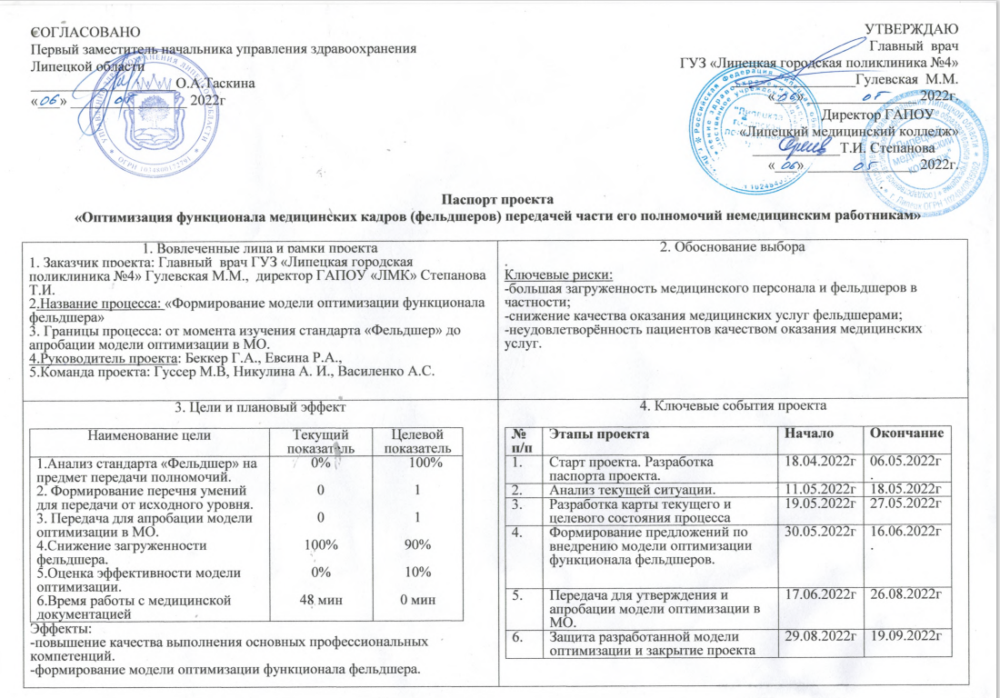 СОГЛАСОВАНО
Первый заместитель начальника управления здравоохранения
Липецкой области
О.А.Таскина
«06» 05 2022г
УТВЕРЖДАЮ
Главный врач
ГУЗ «Липецкая городская поликлиника №4»
Гулевская М.М.
«06» 05 2022г.
Директор ГАПОУ
«Липецкий медицинский колледж»
Т.И. Степанова
«06» 05 2022г.
Паспорт проекта
«Оптимизация функционала медицинских кадров (фельдшеров) передачей части его полномочий немедицинским работникам»
1. Вовлеченные лица и рамки проекта
1. Заказчик проекта: Главный врач ГУЗ «Липецкая городская
поликлиника №4» Гулевская М.М., директор ГАПОУ «ЛМК» Степанова
Т.И.
2.Название процесса: «Формирование модели оптимизации функционала
фельдшера»
3. Границы процесса: от момента изучения стандарта «Фельдшер» до
апробации модели оптимизации в МО.
4.Руководитель проекта: Беккер Г.А., Евсина Р.А.,
5.Команда проекта: Гуссер М.В, Никулина А. И., Василенко А.С.
2. Обоснование выбора
.
Ключевые риски:
-большая загруженность медицинского персонала и фельдшеров в
частности;
-снижение качества оказания медицинских услуг фельдшерами;
-неудовлетворённость пациентов качеством оказания медицинских
услуг.
3. Цели и плановый эффект
Наименование цели Текущий Целевой
показатель показатель
1.Анализ стандарта «Фельдшер» на 0% 100%
предмет передачи полномочий.
2. Формирование перечня умений 0 1
для передачи от исходного уровня.
3. Передача для апробации модели 0 1
оптимизации в МО.
4.Снижение загруженности 100% 90%
фельдшера.
5.Оценка эффективности модели 0% 10%
оптимизации.
6.Время работы с медицинской 48 мин 0 мин
документацией
Эффекты:
-повышение качества выполнения основных профессиональных
компетенций.
-формирование модели оптимизации функционала фельдшера.
4. Ключевые события проекта
№ Этапы проекта Начало Окончание
п/п
1. Старт проекта. Разработка 18.04.2022г 06.05.2022г
паспорта проекта. .
2. Анализ текущей ситуации. 11.05.2022г 18.05.2022г
3. Разработка карты текущего и 19.05.2022г 27.05.2022г
целевого состояния процесса
4. Формирование предложений по 30.05.2022г 16.06.2022г
внедрению модели оптимизации .
функционала фельдшеров.
5. Передача для утверждения и 17.06.2022г 26.08.2022г
апробации модели оптимизации в
МО.
6. Защита разработанной модели 29.08.2022г 19.09.2022г
оптимизации и закрытие проекта